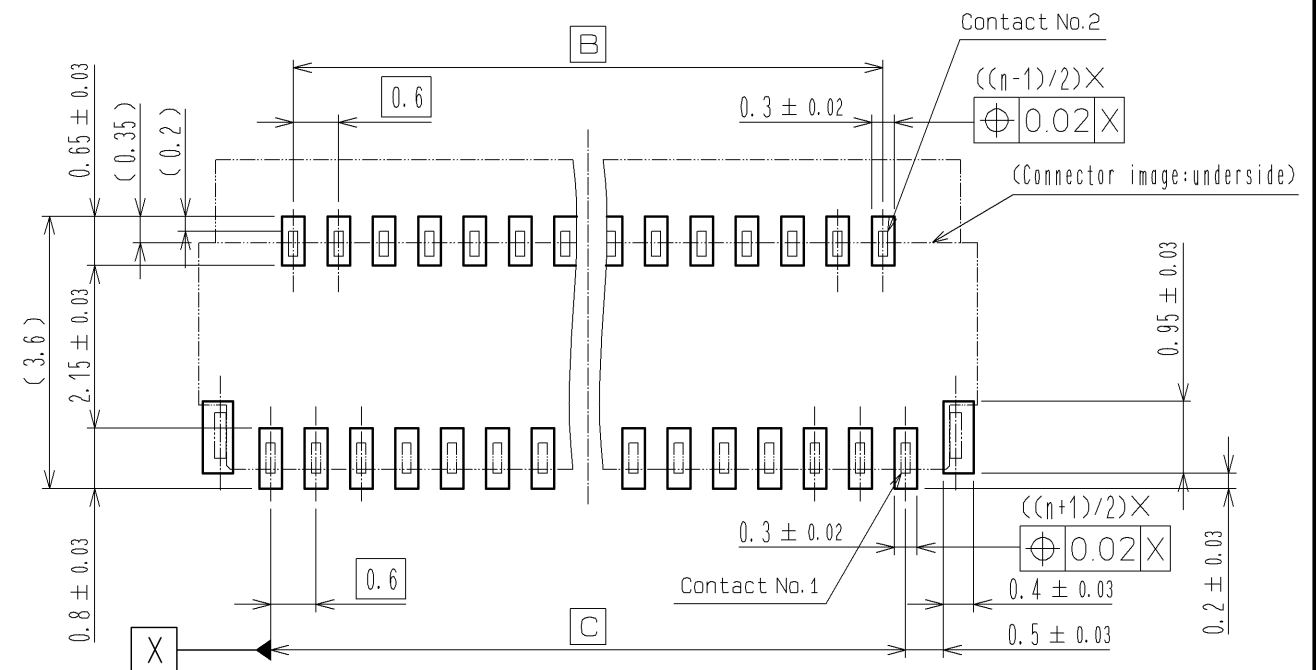 Contact No.2
B
((n-1)/2)X
0.6
0.3 ± 0.02
⌖ 0.02 X
0.65 ± 0.03
(0.35)
(0.2)
(Connector image:underside)
0.95 ± 0.03
(3.6)
2.15 ± 0.03
((n+1)/2)X
0.3 ± 0.02
⌖ 0.02 X
0.8 ± 0.03
0.6
Contact No.1
0.4 ± 0.03
0.2 ± 0.03
X
C
0.5 ± 0.03